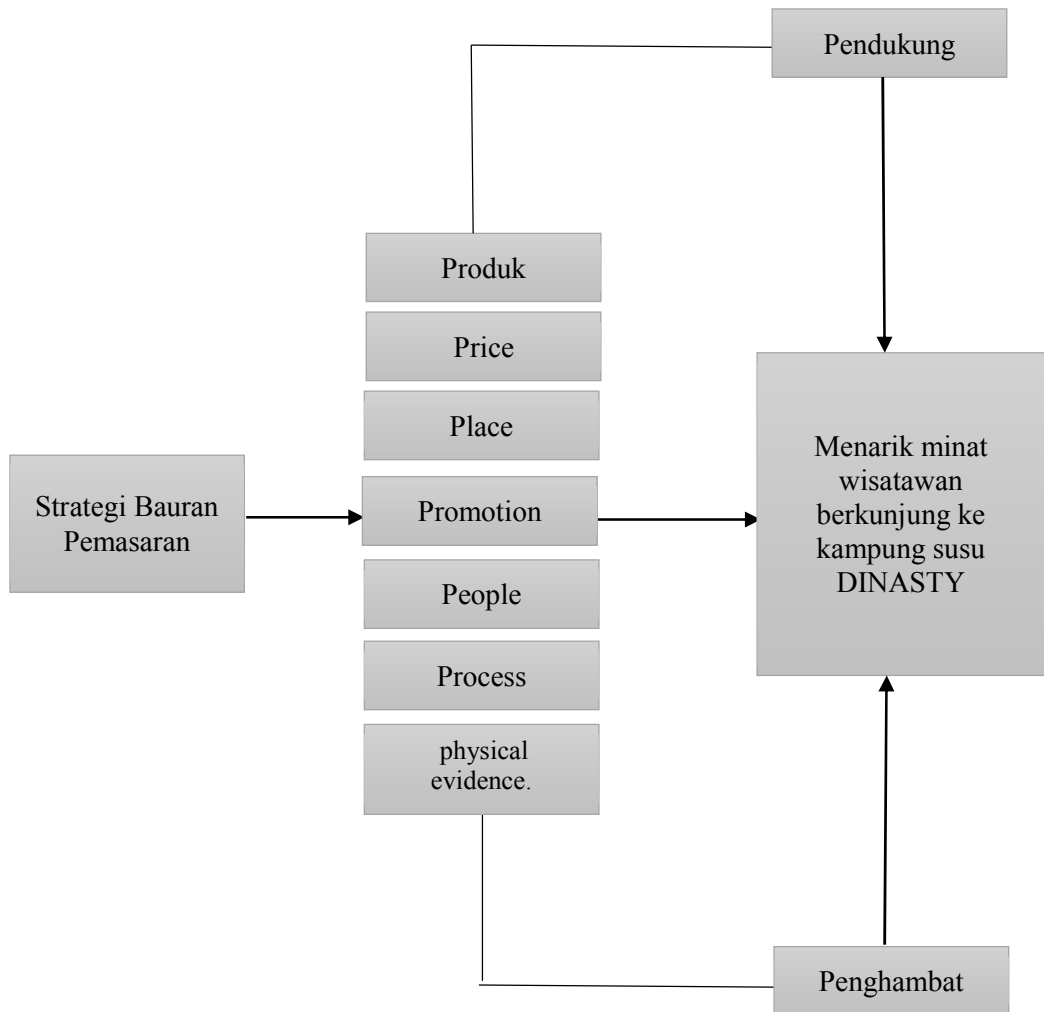 Pendukung
Produk
Price
Place
Strategi Bauran
Pemasaran
Promotion
People
Process
physical
evidence.
Menarik minat
wisatawan
berkunjung ke
kampung susu
DINASTY
Penghambat